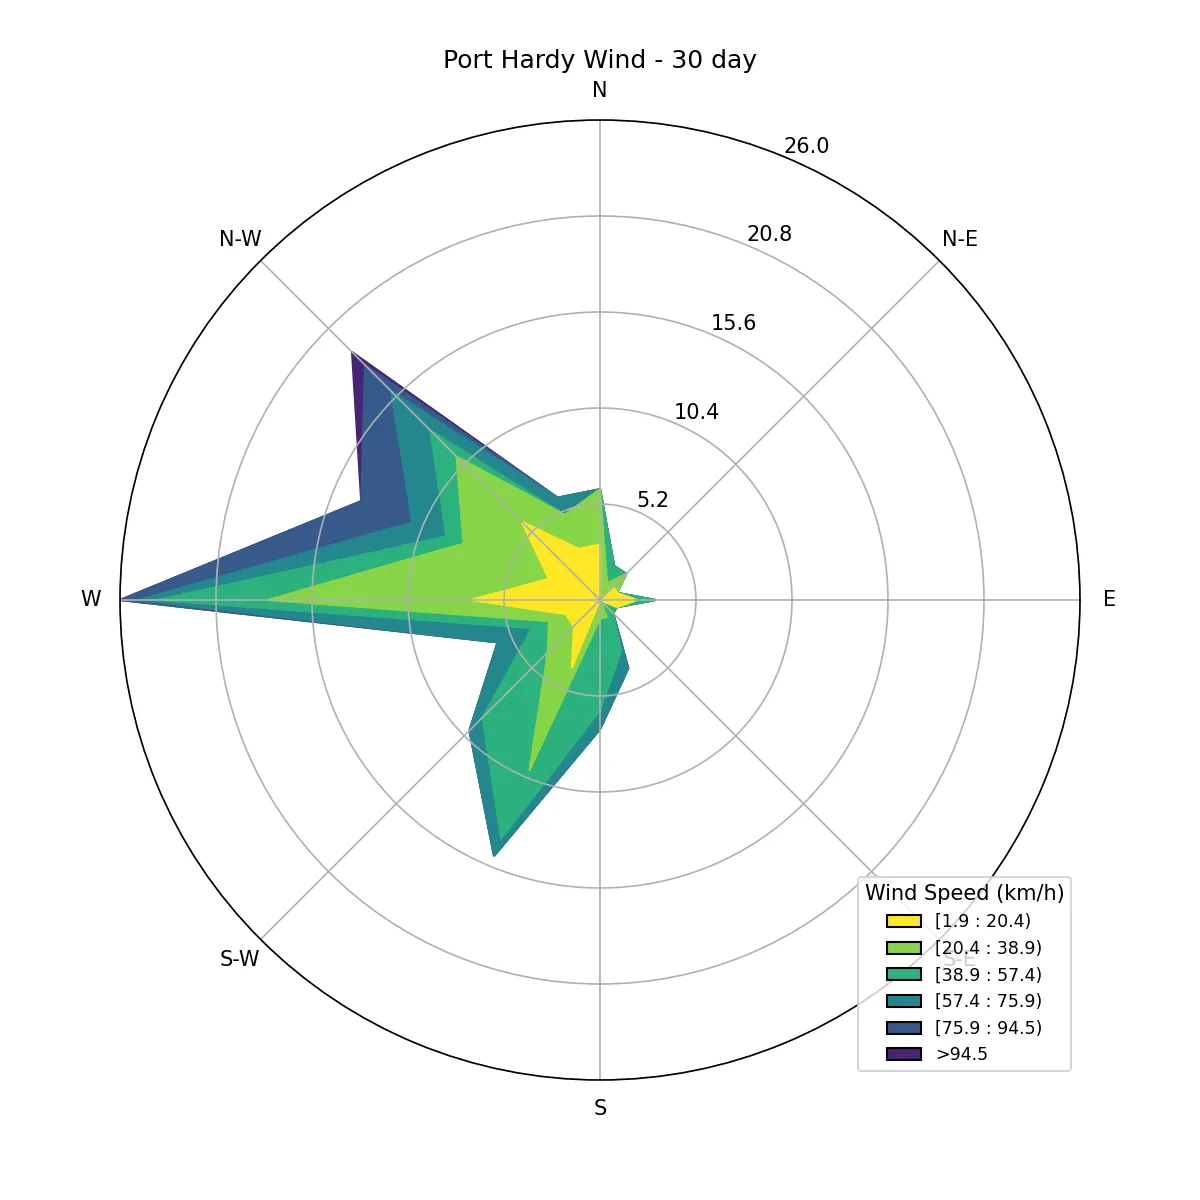 Port Hardy Wind - 30 day
N
26.0
N-W
N-E
20.8
15.6
10.4
5.2
W
E
S-W
S-E
S
Wind Speed (km/h)
[1.9 : 20.4)
[20.4 : 38.9)
[38.9 : 57.4)
[57.4 : 75.9)
[75.9 : 94.5)
>94.5